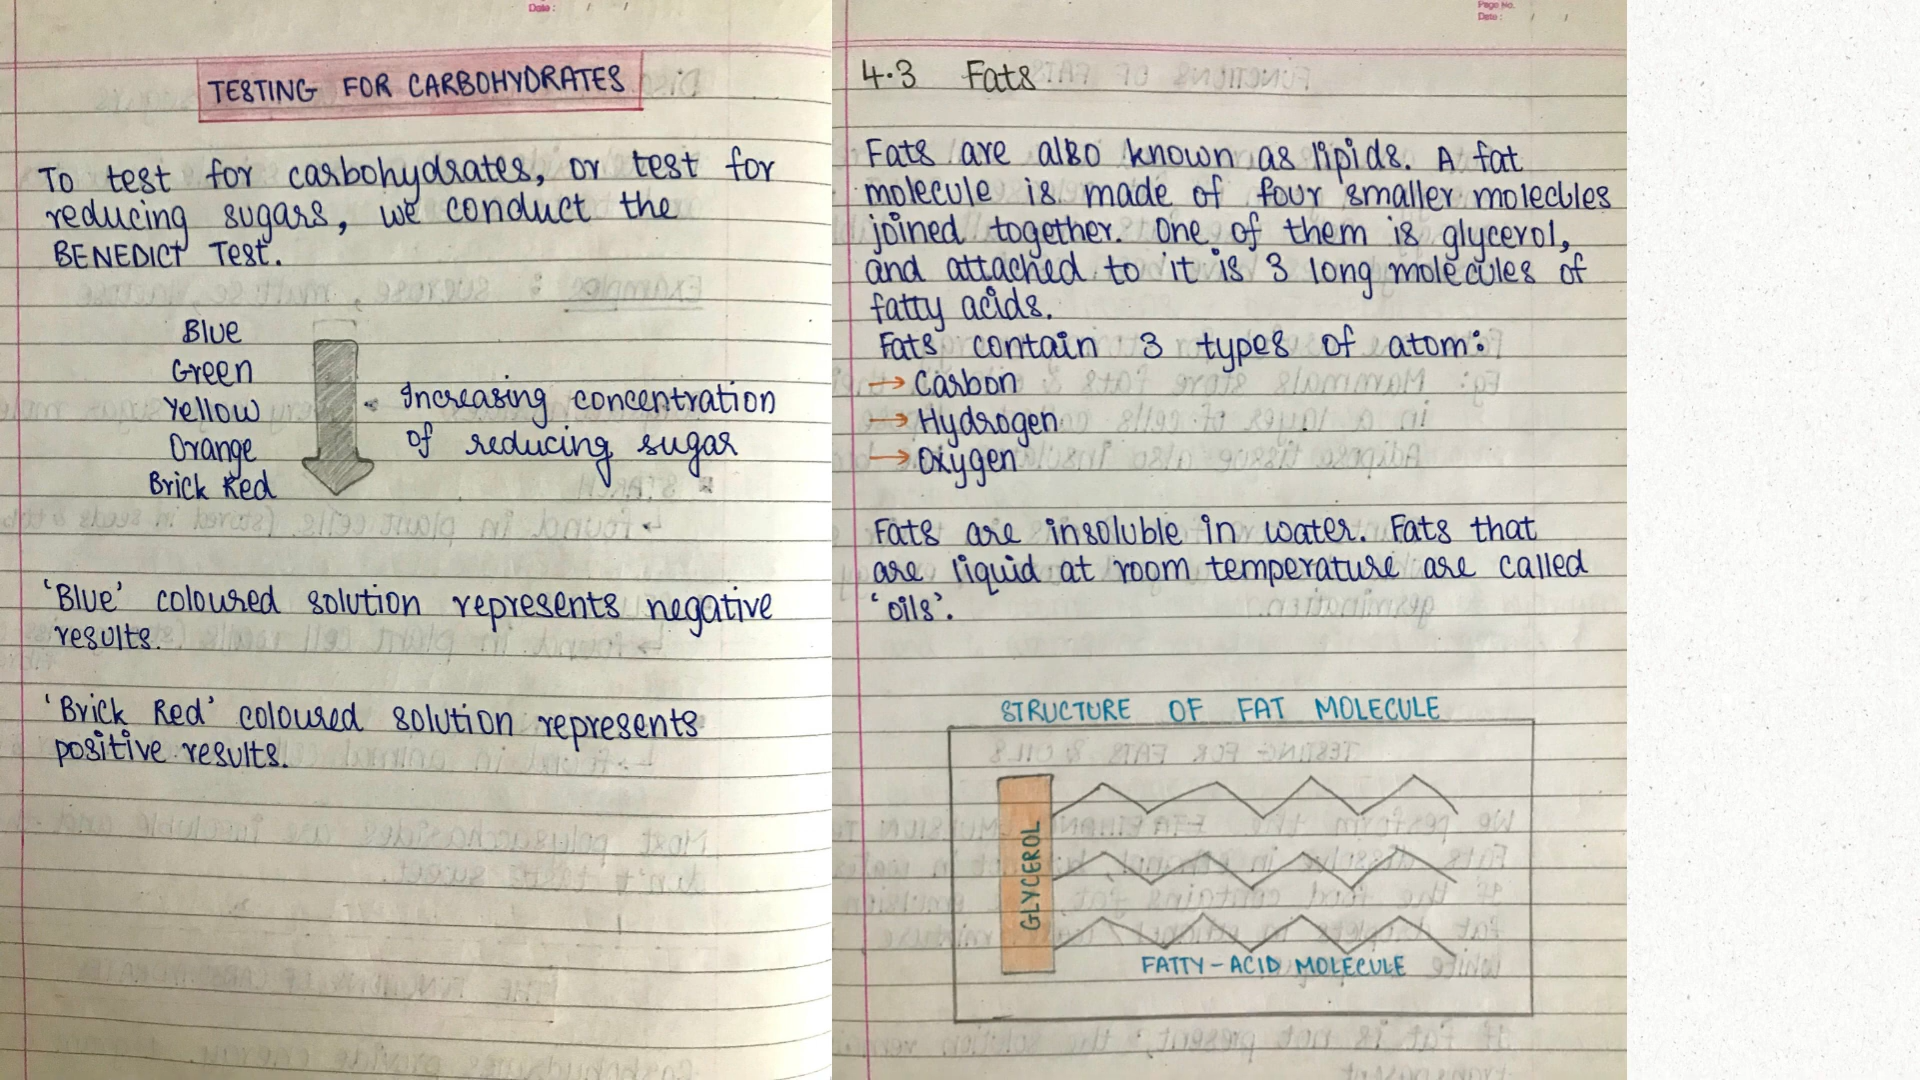 Date:
TESTING FOR CARBOHYDRATES
To test for carbohydrates, or test for
reducing sugars, we conduct the
BENEDICT Test.
Blue
Green
Yellow
Orange
Brick Red
Increasing concentration
of reducing sugar
'Blue' coloured solution represents negative
results.
'Brick Red' coloured solution represents
positive results.
Page No.
Date:
4.3 Fats
Fats are also known as lipids. A fat
molecule is made of four smaller molecules
joined together. One of them is glycerol,
and attached to it is 3 long molecules of
fatty acids.
Fats contain 3 types of atom:
→ Carbon
→ Hydrogen
→ Oxygen
Fats are insoluble in water. Fats that
are liquid at room temperature are called
'oils'.
STRUCTURE OF FAT MOLECULE
GLYCEROL
FATTY-ACID MOLECULE